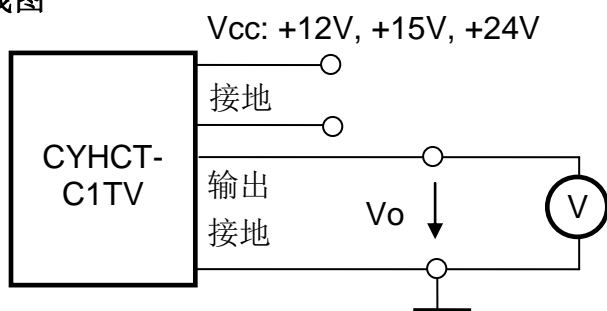 线图
Vcc: +12V, +15V, +24V
接地
CYHCT-
C1TV
输出
Vo
V
接地